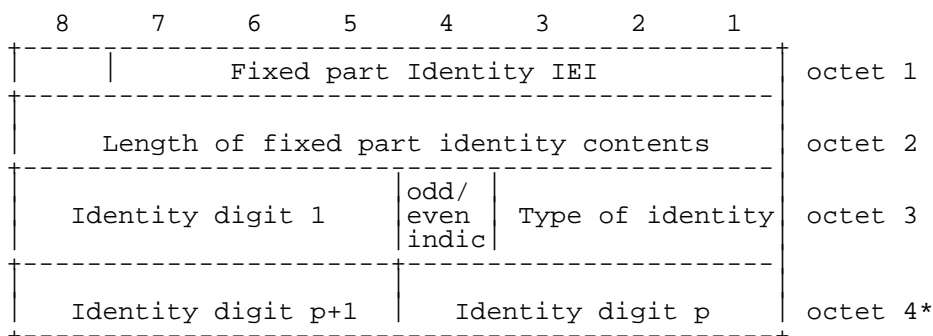 8 7 6 5 4 3 2 1
Fixed part Identity IEI octet 1
Length of fixed part identity contents octet 2
odd/
Identity digit 1 even Type of identity octet 3
indic
Identity digit p+1 Identity digit p octet 4*